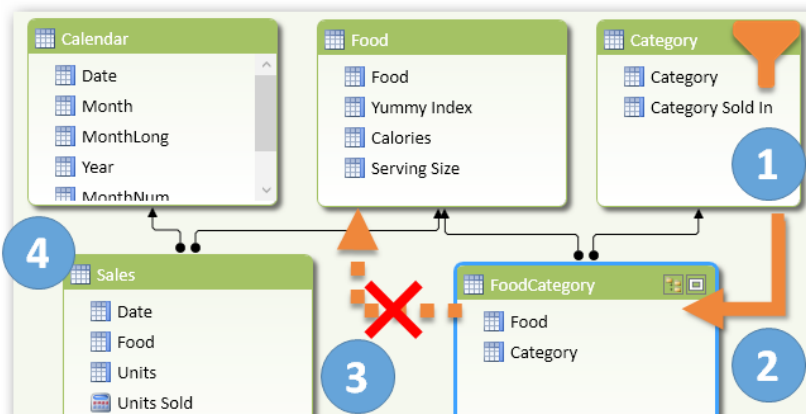 Calendar
Date
Month
MonthLong
Year
MonthNum
Food
Food
Yummy Index
Calories
Serving Size
Category
Category
Category Sold In
1
4
Sales
Date
Food
Units
Units Sold
3
FoodCategory
Food
Category
2